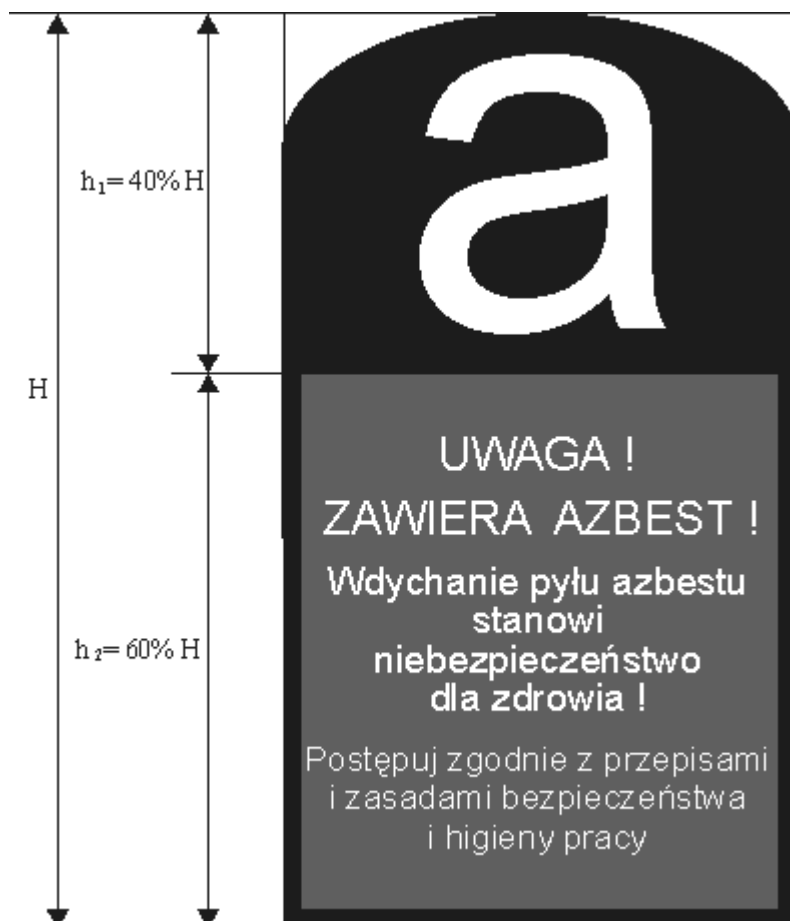 a
h₁= 40% H
H
UWAGA !
ZAWIERA AZBEST !
Wdychanie pyłu azbestu
stanowi
niebezpieczeństwo
dla zdrowia !
h₂= 60% H
Postępuj zgodnie z przepisami
i zasadami bezpieczeństwa
i higieny pracy